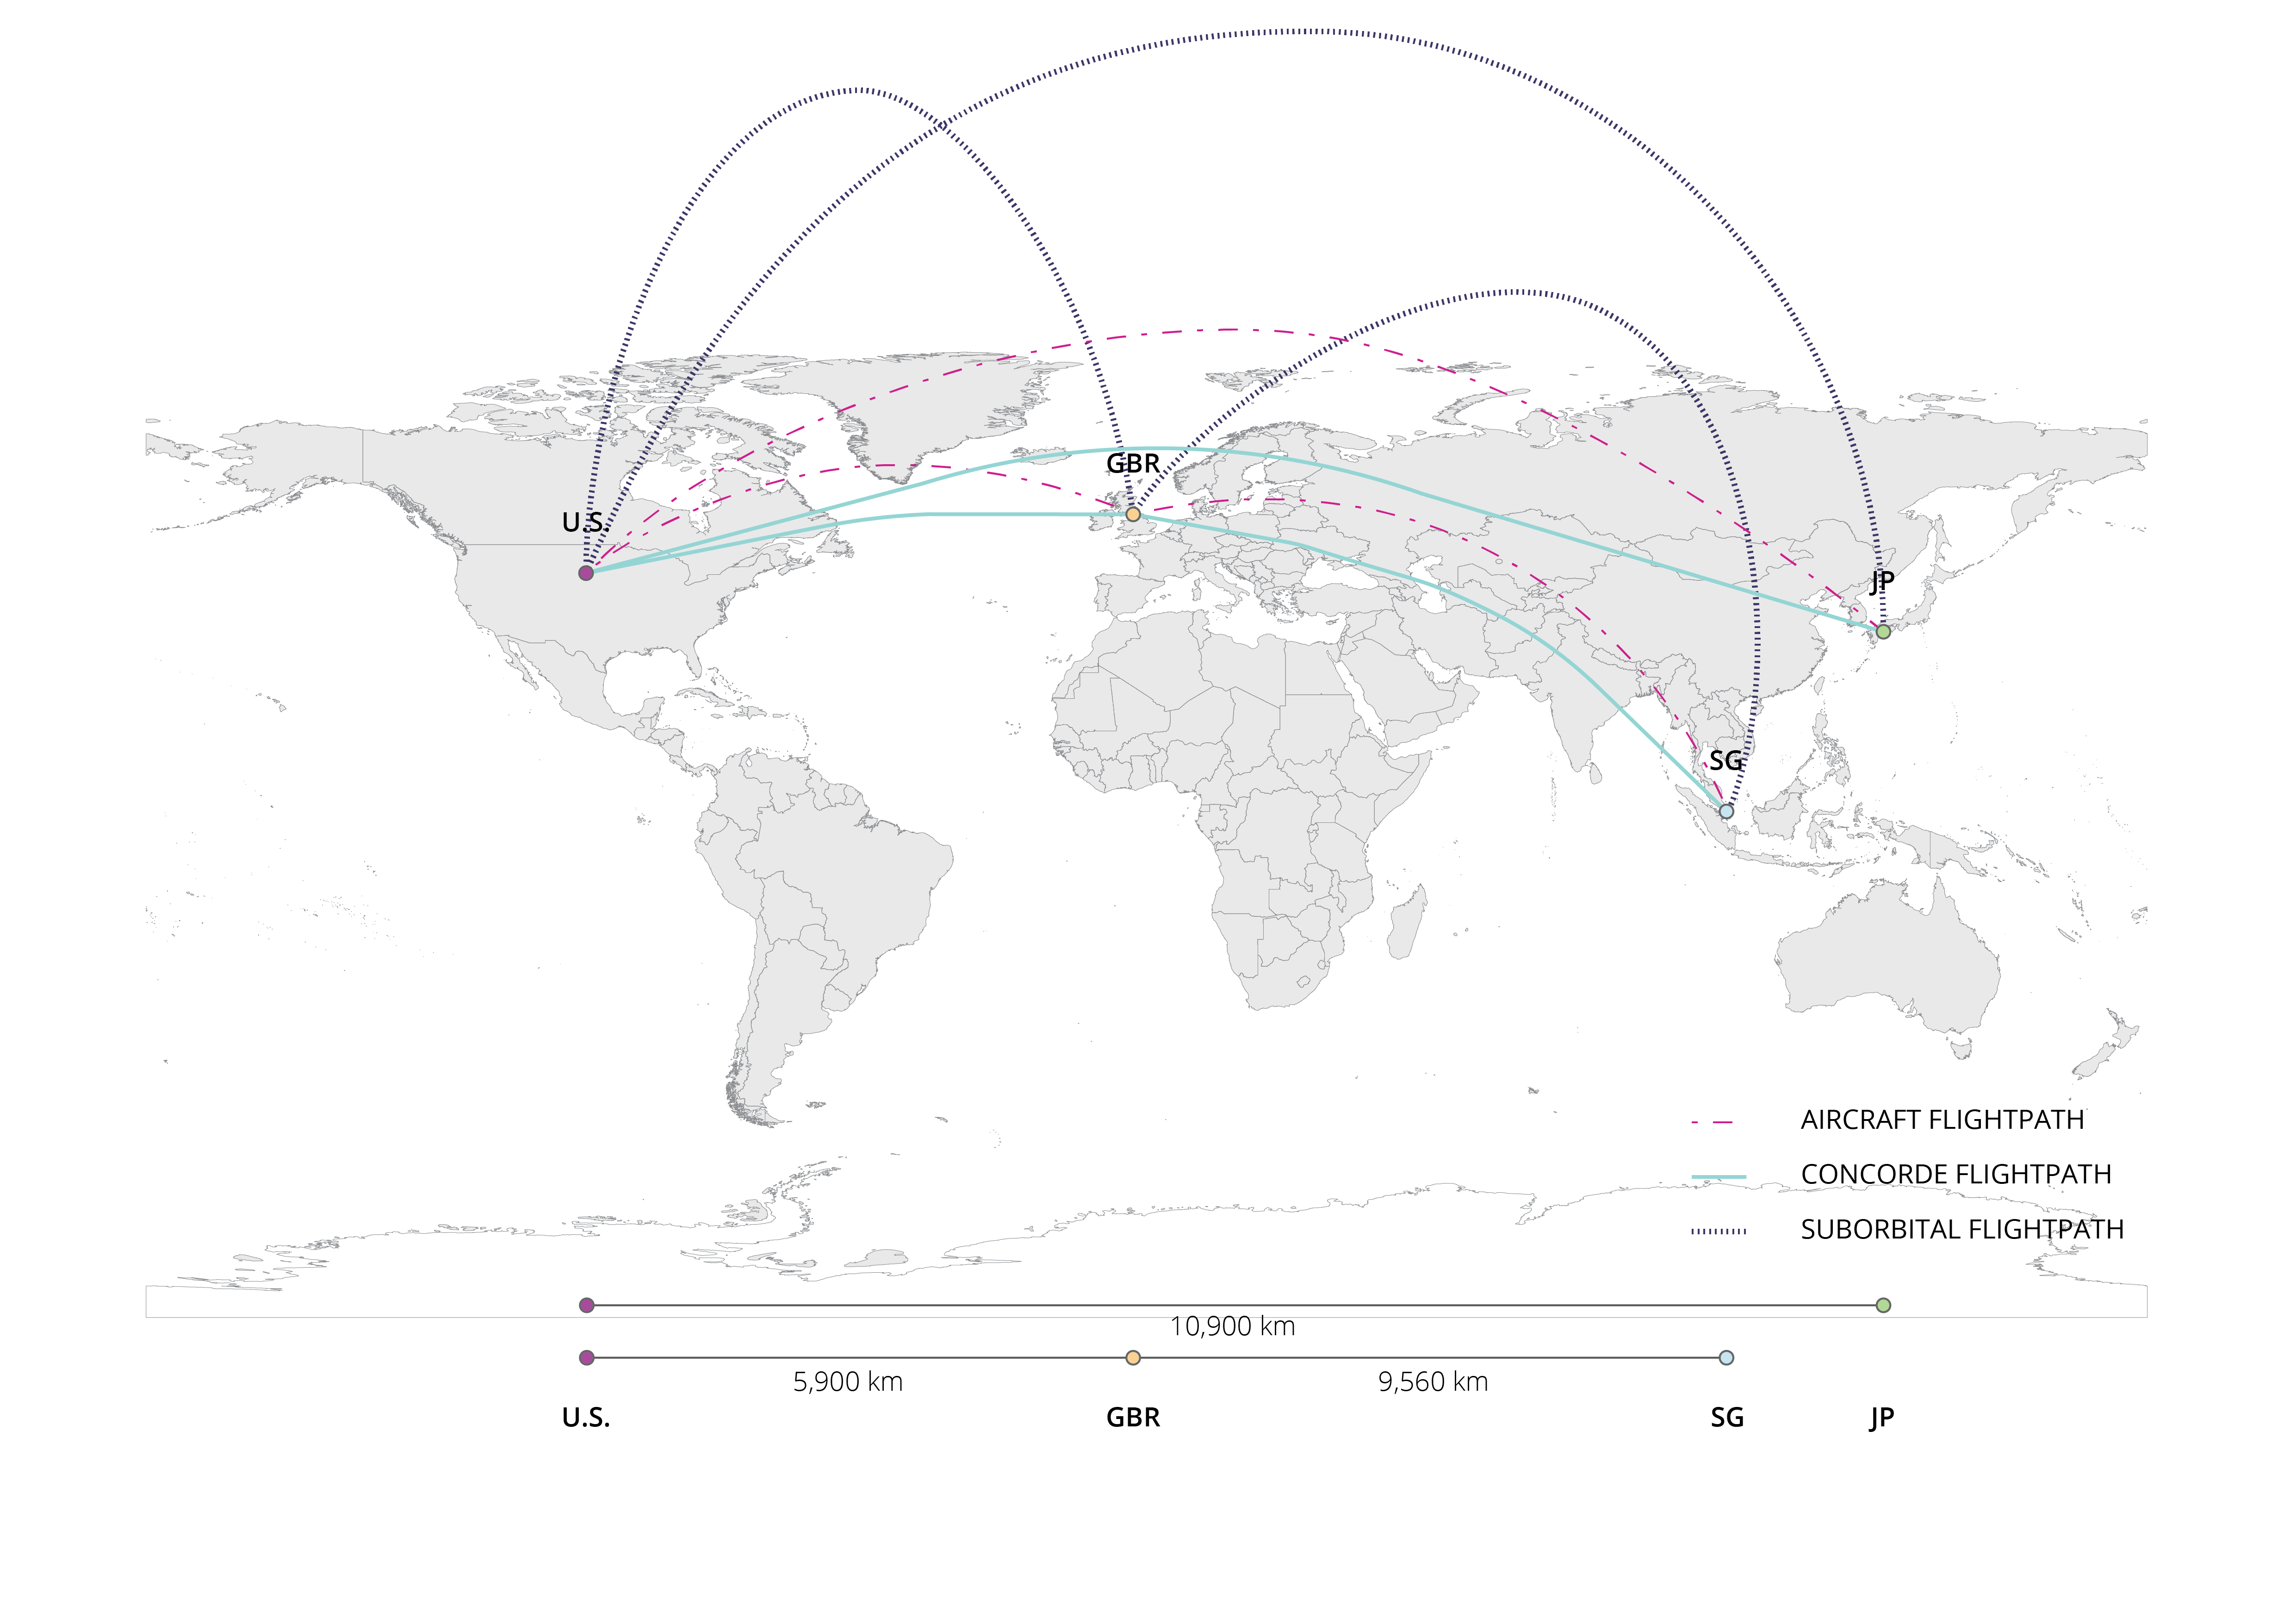 GBR
U.S.
JP
SG
AIRCRAFT FLIGHTPATH
CONCORDE FLIGHTPATH
SUBORBITAL FLIGHTPATH
10,900 km
5,900 km 9,560 km
U.S. GBR SG JP